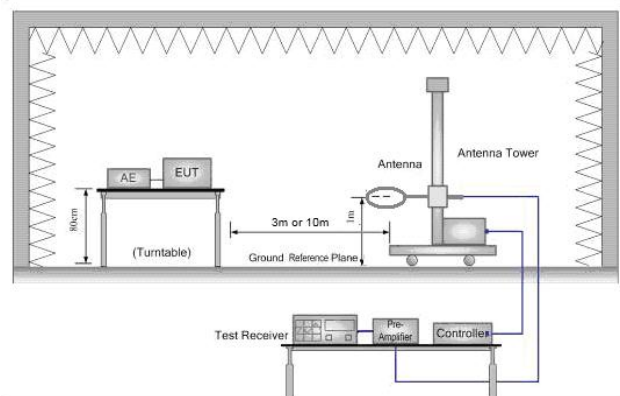 Antenna
Antenna Tower
AE
EUT
80cm
3m or 10m
1m
(Turntable)
Ground Reference Plane
Test Receiver
Pre-
Amplifier
Controller